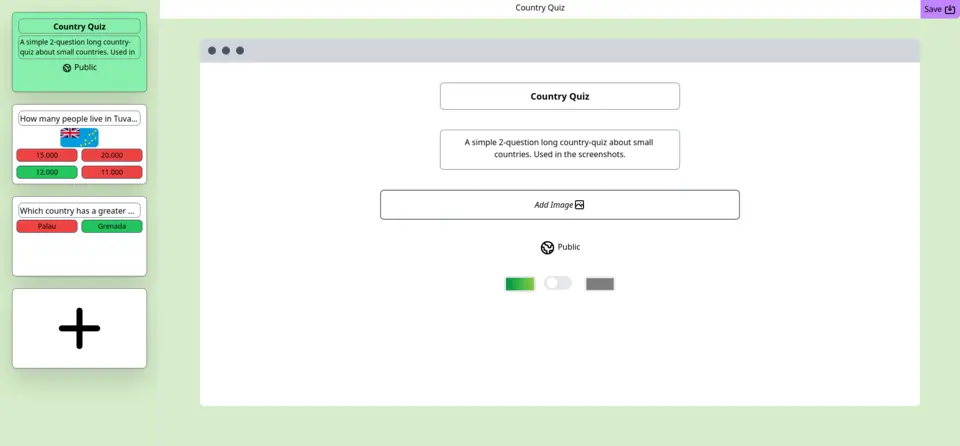 Country Quiz
Save
Country Quiz
A simple 2-question long country-
quiz about small countries. Used in
Public
How many people live in Tuva...
15.000
20.000
12.000
11.000
Which country has a greater ...
Palau
Grenada
Country Quiz
A simple 2-question long country-quiz about small
countries. Used in the screenshots.
Add Image
Public